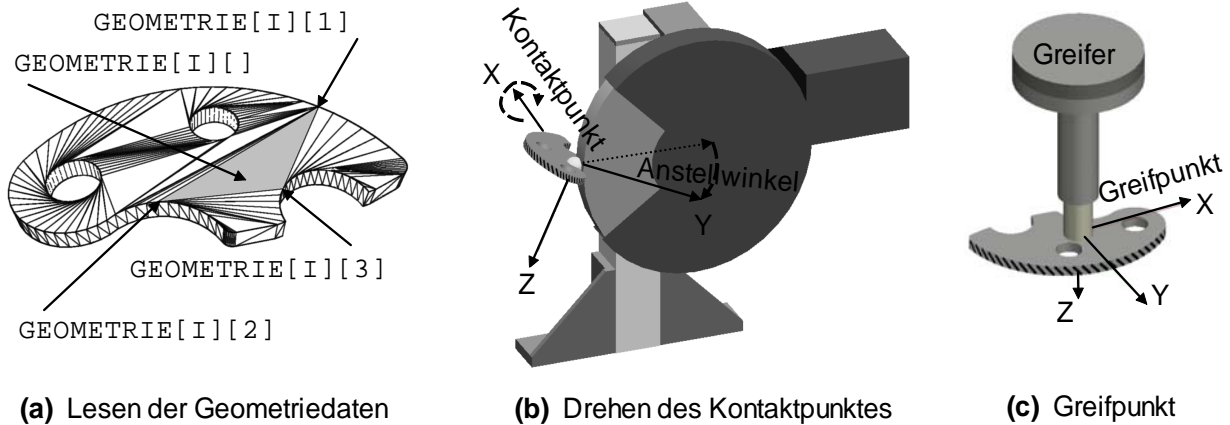 GEOMETRIE[I][1]
GEOMETRIE[I][]
GEOMETRIE[I][3]
GEOMETRIE[I][2]
(a) Lesen der Geometriedaten
Kontaktpunkt
X
Anstellwinkel
Y
Z
(b) Drehen des Kontaktpunktes
Greifer
Greifpunkt
X
Y
Z
(c) Greifpunkt